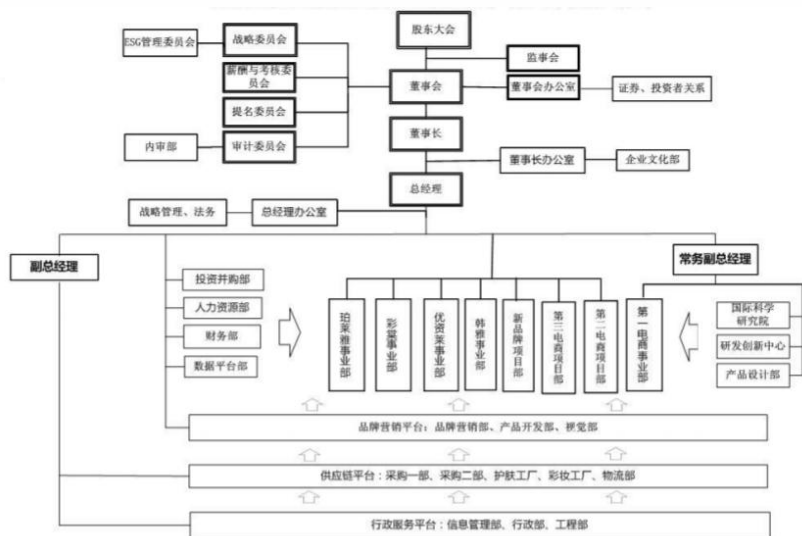 股东大会
ESG管理委员会
战略委员会
监事会
薪酬与考核委
员会
董事会
董事会办公室
证券、投资者关系
提名委员会
董事长
内审部
审计委员会
董事长办公室
企业文化部
总经理
战略管理、法务
总经理办公室
副总经理
常务副总经理
投资并购部
人力资源部
财务部
数据平台部
珀莱雅事业部
彩棠事业部
优资莱事业部
韩雅事业部
新品牌项目部
第三电商项目部
第二电商项目部
第一电商事业部
国际科学
研究院
研发创新中心
产品设计部
品牌营销平台：品牌营销部、产品开发部、视觉部
供应链平台：采购一部、采购二部、护肤工厂、彩妆工厂、物流部
行政服务平台：信息管理部、行政部、工程部